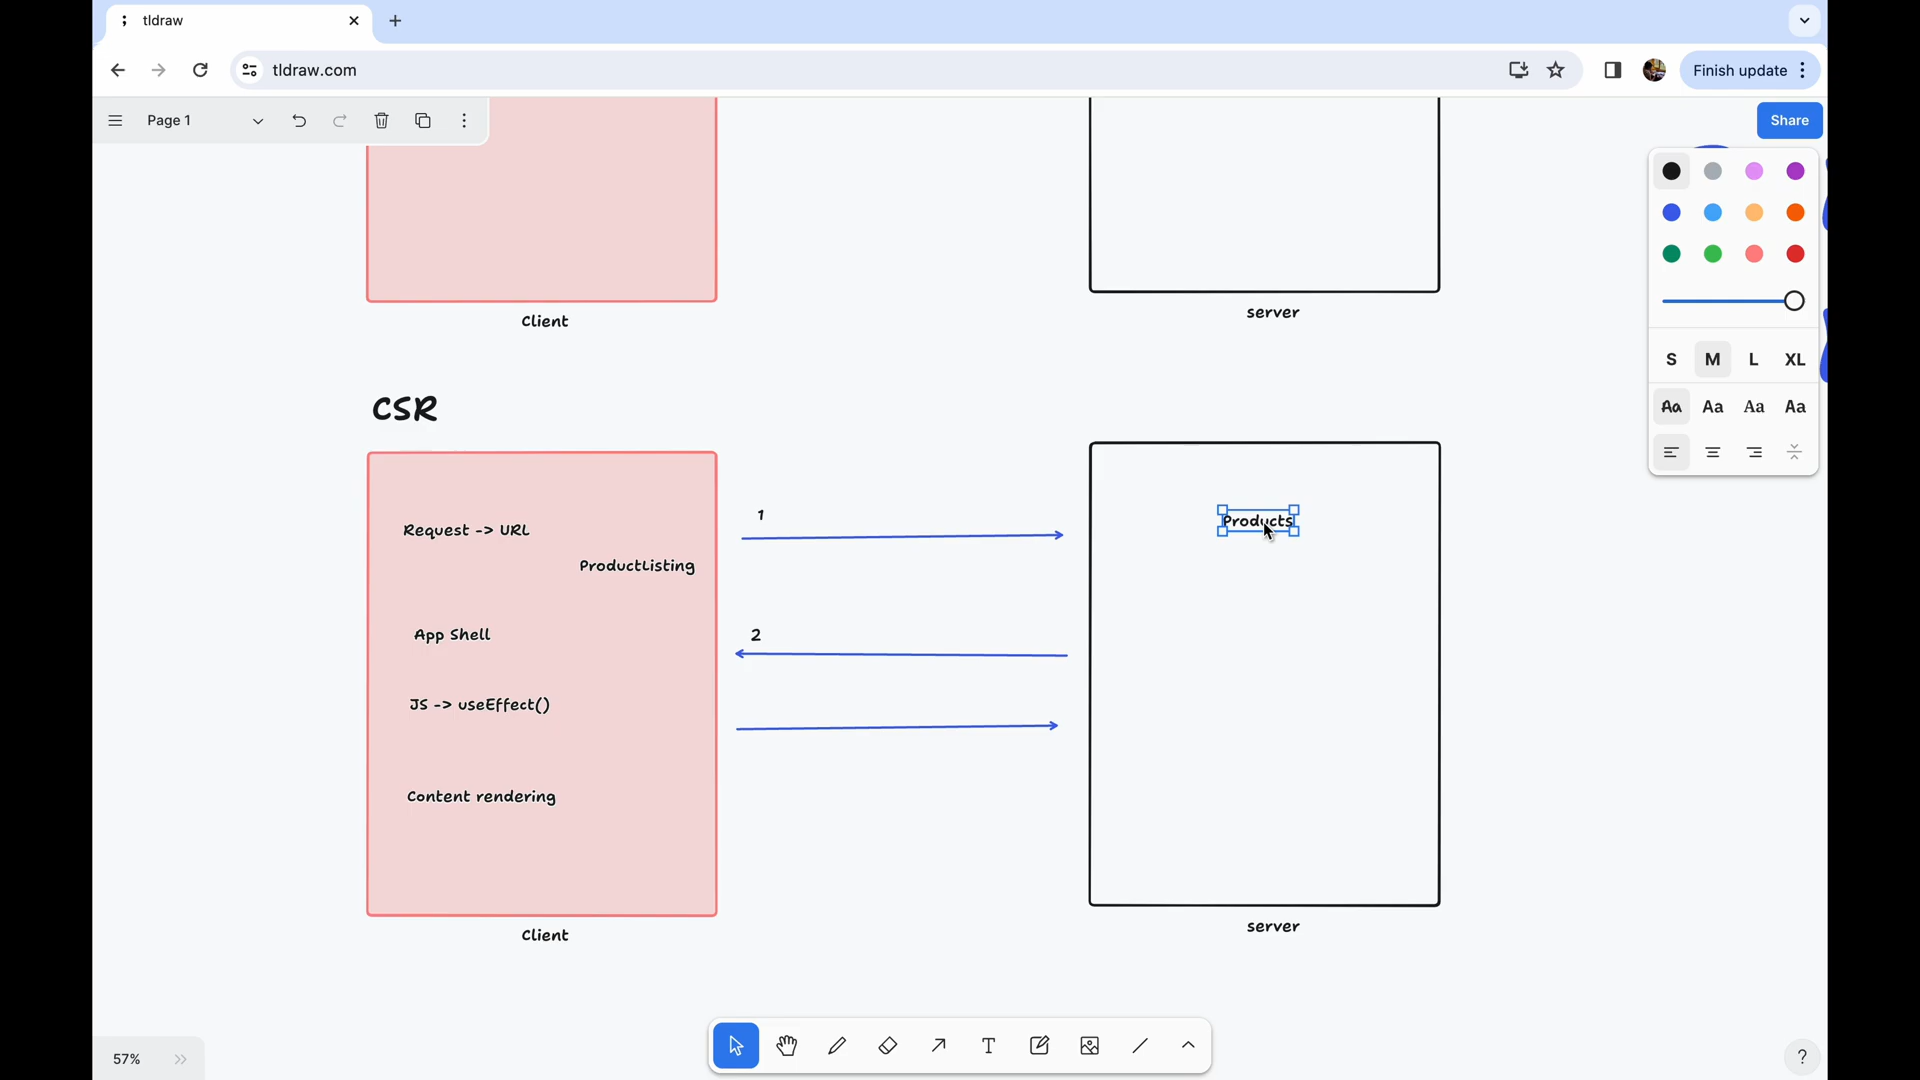 tldraw
tldraw.com
Finish update
Page 1
Share
S M L XL
Aa Aa Aa Aa
Client
server
CSR
Request -> URL
ProductListing
App Shell
JS -> useEffect()
Content rendering
1
2
Products
Client
server
57%
?